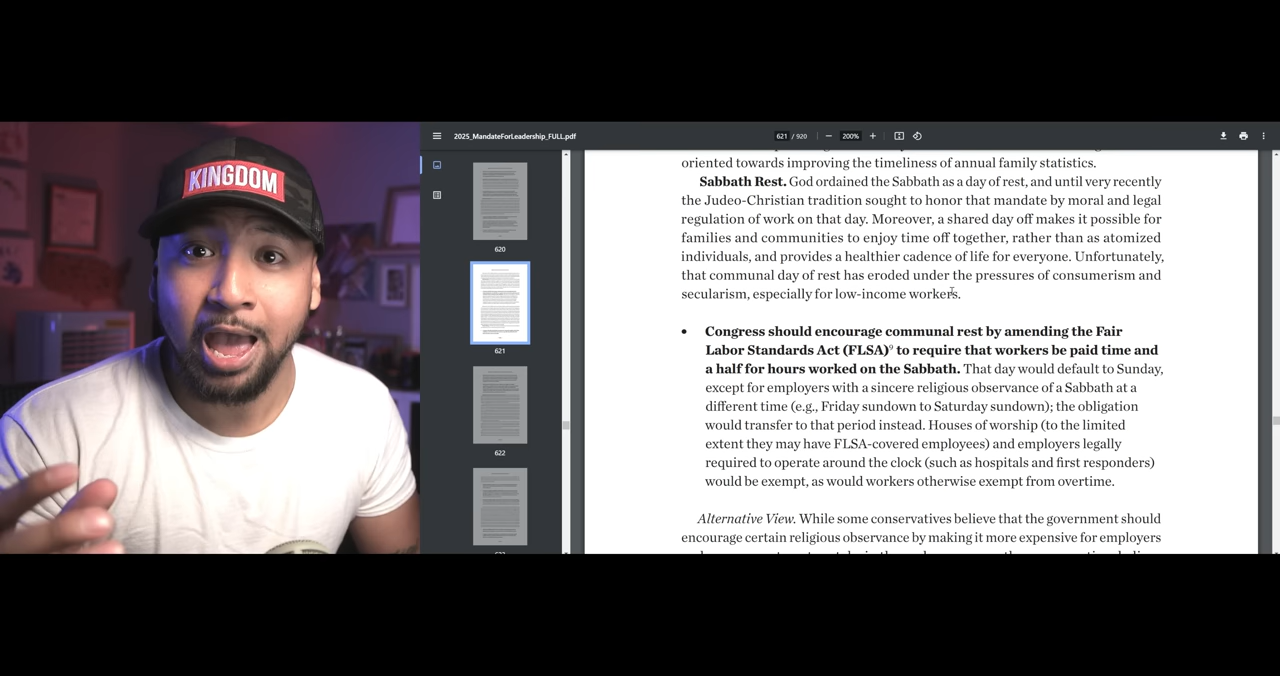 KINGDOM
2025_MandateForLeadership_FULL.pdf
621 / 920
200%
620
621
622
oriented towards improving the timeliness of annual family statistics.
Sabbath Rest. God ordained the Sabbath as a day of rest, and until very recently
the Judeo-Christian tradition sought to honor that mandate by moral and legal
regulation of work on that day. Moreover, a shared day off makes it possible for
families and communities to enjoy time off together, rather than as atomized
individuals, and provides a healthier cadence of life for everyone. Unfortunately,
that common day of rest has eroded under the pressures of consumerism and
secularism, especially for low-income workers.
• Congress should encourage communal rest by amending the Fair
Labor Standards Act (FLSA)⁹ to require that workers be paid time and
a half for hours worked on the Sabbath. That day would default to Sunday,
except for employers with a sincere religious observance of a Sabbath at a
different time (e.g., Friday sundown to Saturday sundown); the obligation
would transfer to that period instead. Houses of worship (to the limited
extent they may have FLSA-covered employees) and employers legally
required to operate around the clock (such as hospitals and first responders)
would be exempt, as would workers otherwise exempt from overtime.
Alternative View. While some conservatives believe that the government should
encourage certain religious observance by making it more expensive for employers